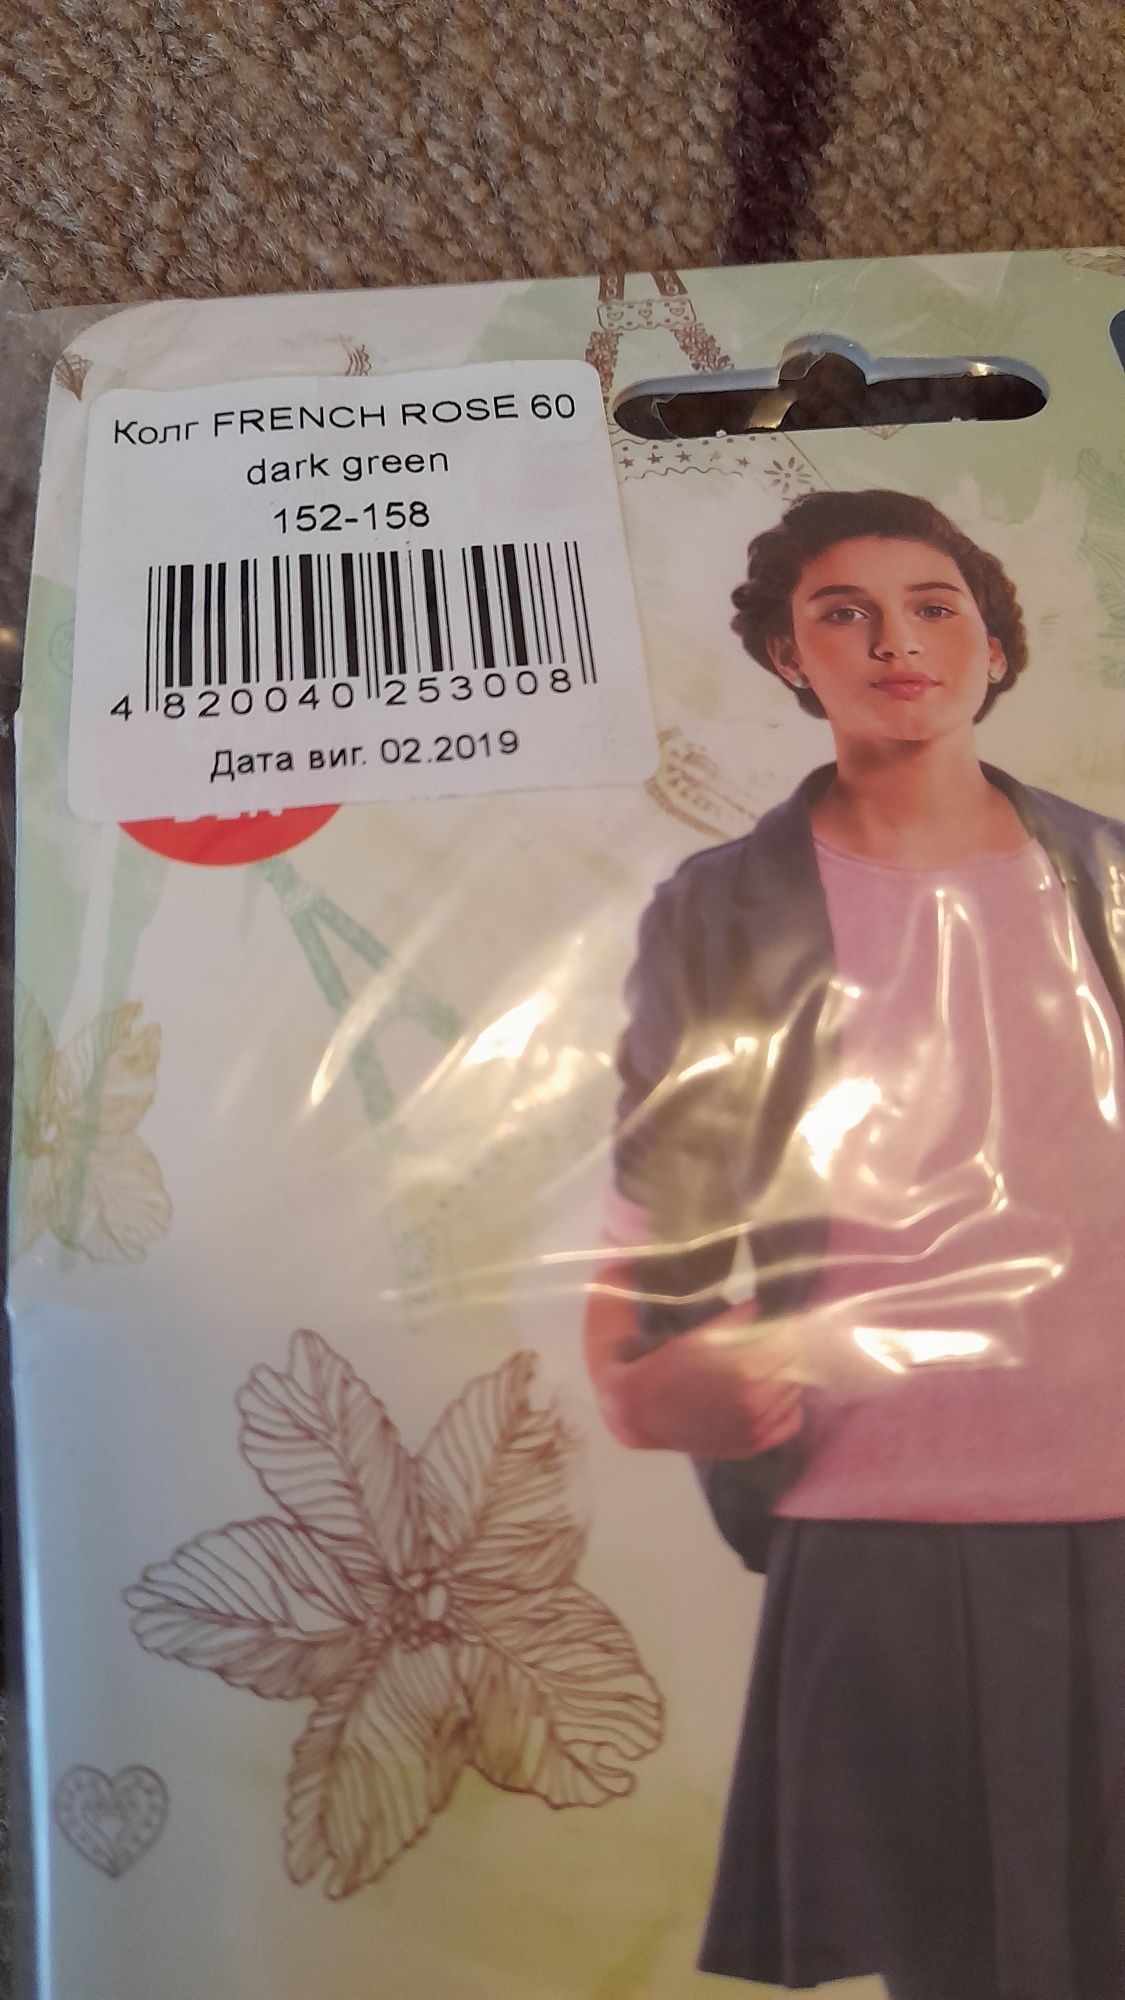 Колг FRENCH ROSE 60
dark green
152-158
4 820040 253008
Дата виг. 02.2019